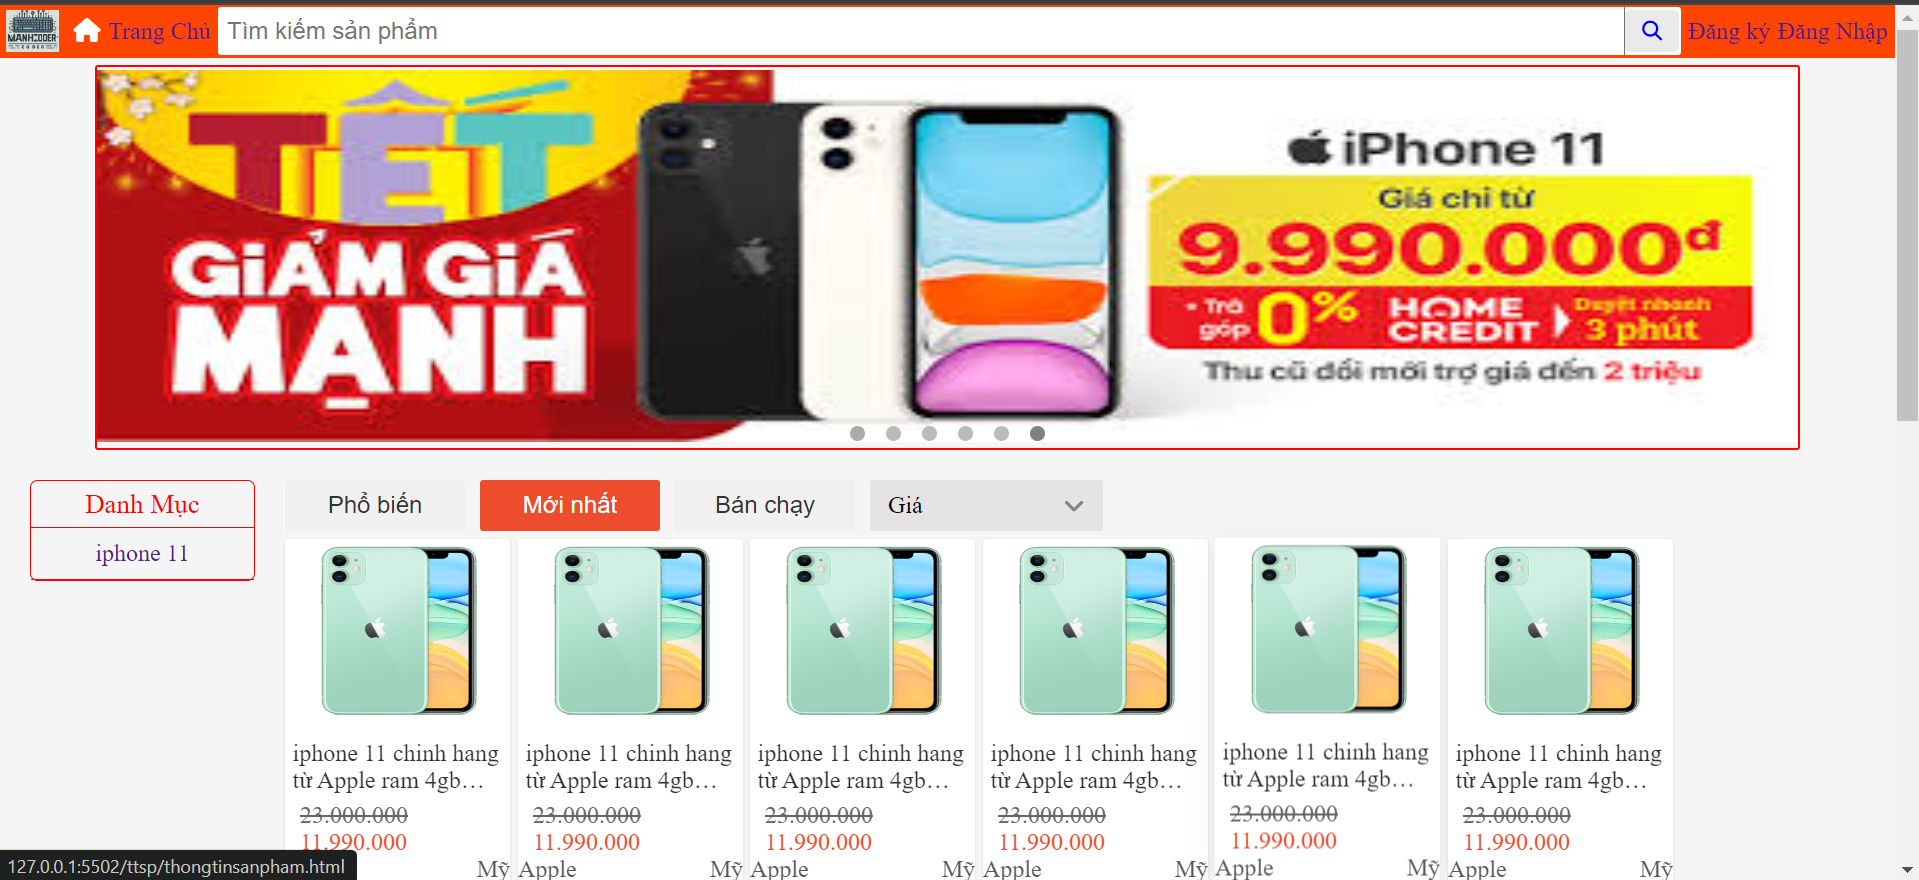 MANHCODER
CODER
Trang Chủ
Tìm kiếm sản phẩm
Đăng ký Đăng Nhập
TẾT
GIẢM GIÁ
MẠNH
iPhone 11
Giá chỉ từ
9.990.000đ
Trả góp 0%
HOME CREDIT
Duyệt nhanh
3 phút
Thu cũ đổi mới trợ giá đến 2 triệu
Danh Mục
iphone 11
Phổ biến
Mới nhất
Bán chạy
Giá
iphone 11 chinh hang
từ Apple ram 4gb…
23.000.000
11.990.000
Mỹ
iphone 11 chinh hang
từ Apple ram 4gb…
23.000.000
11.990.000
Apple
Mỹ
iphone 11 chinh hang
từ Apple ram 4gb…
23.000.000
11.990.000
Apple
Mỹ
iphone 11 chinh hang
từ Apple ram 4gb…
23.000.000
11.990.000
Apple
Mỹ
iphone 11 chinh hang
từ Apple ram 4gb…
23.000.000
11.990.000
Apple
Mỹ
iphone 11 chinh hang
từ Apple ram 4gb…
23.000.000
11.990.000
Apple
Mỹ
127.0.0.1:5502/ttsp/thongtinsanpham.html